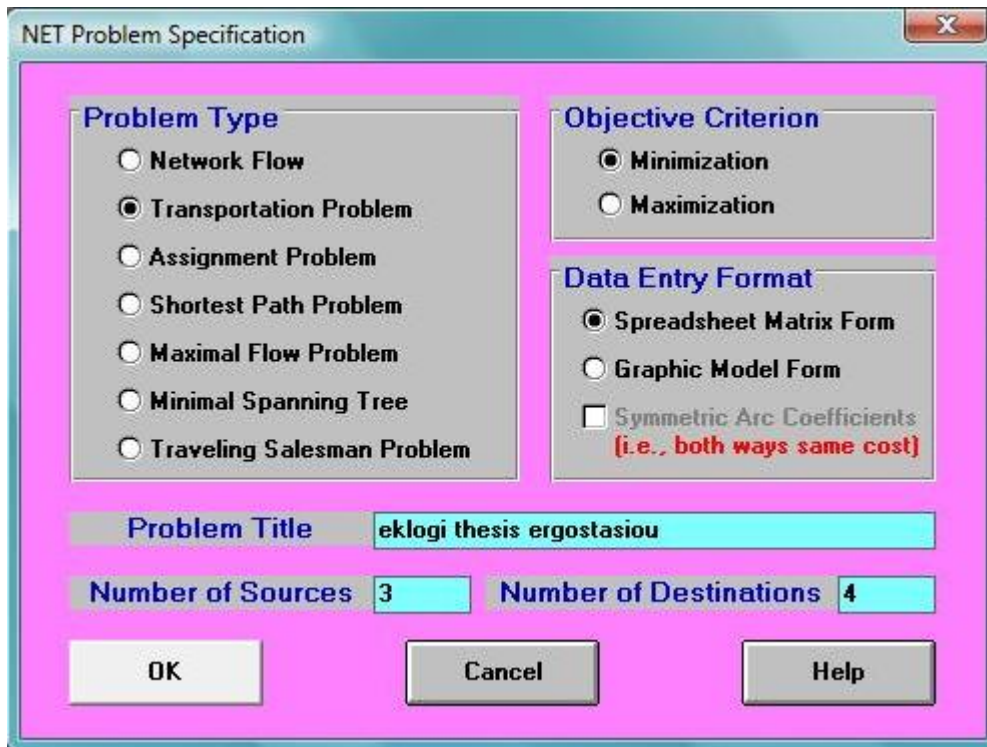 NET Problem Specification
Problem Type
Network Flow
Transportation Problem
Assignment Problem
Shortest Path Problem
Maximal Flow Problem
Minimal Spanning Tree
Traveling Salesman Problem
Objective Criterion
Minimization
Maximization
Data Entry Format
Spreadsheet Matrix Form
Graphic Model Form
Symmetric Arc Coefficients
(i.e., both ways same cost)
Problem Title eklogi thesis ergostasiou
Number of Sources 3 Number of Destinations 4
OK Cancel Help